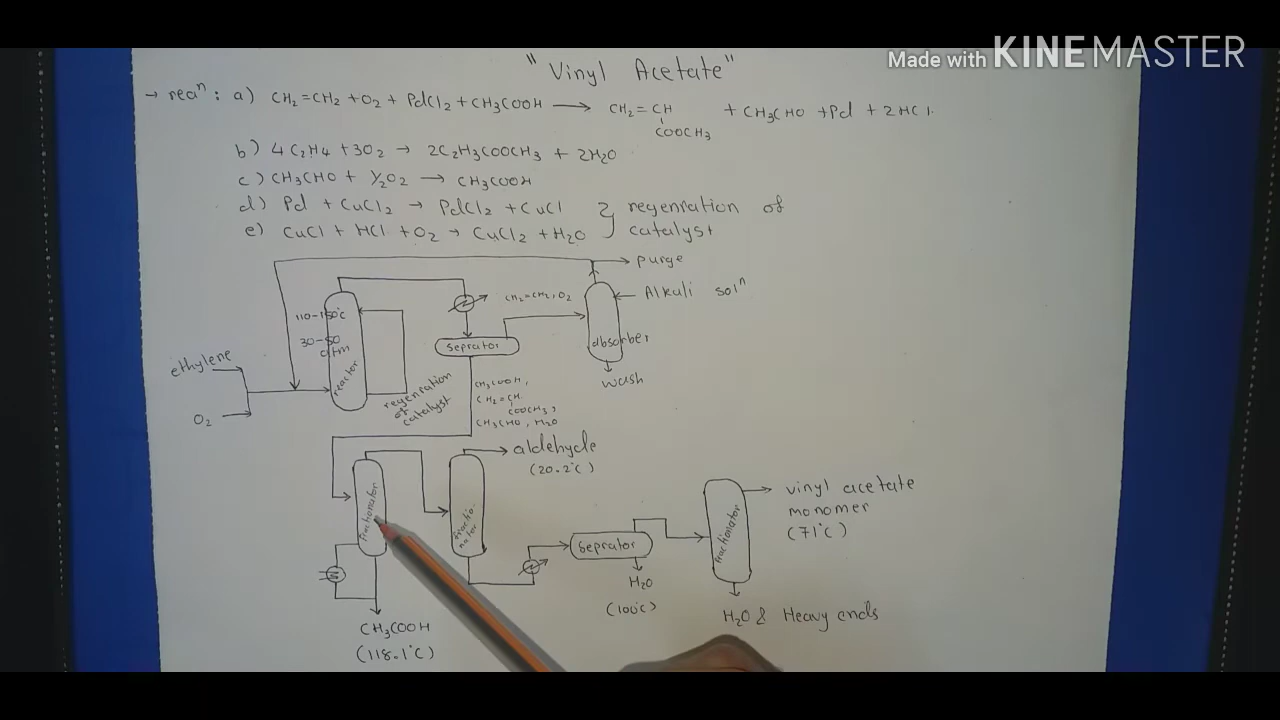 Made with KINEMASTER
"Vinyl Acetate"
→ reaⁿ: a) CH₂=CH₂ + O₂ + PdCl₂ + CH₃COOH → CH₂=CH + CH₃CHO + Pd + 2HCl.
COOCH₃
b) 4C₂H₄ + 3O₂ → 2C₂H₃COOCH₃ + 2H₂O
c) CH₃CHO + ½O₂ → CH₃COOH
d) Pd + CuCl₂ → PdCl₂ + CuCl } regenration of
e) CuCl + HCl + O₂ → CuCl₂ + H₂O } catalyst
purge
Alkuli solⁿ
CH₂=CH₂, O₂
110-150°c
30-50
atm
reactor
seprator
absorber
wash
ethylene
O₂
regenration
of
catalyst
CH₃COOH,
CH₂=CH
COOCH₃,
CH₃CHO, H₂O
aldehyde
(20.2°c)
fractionator
fractio
nator
seprator
H₂O
(100°c)
fractionator
vinyl acetate
monomer
(71°c)
H₂O & Heavy ends
CH₃COOH
(118.1°c)